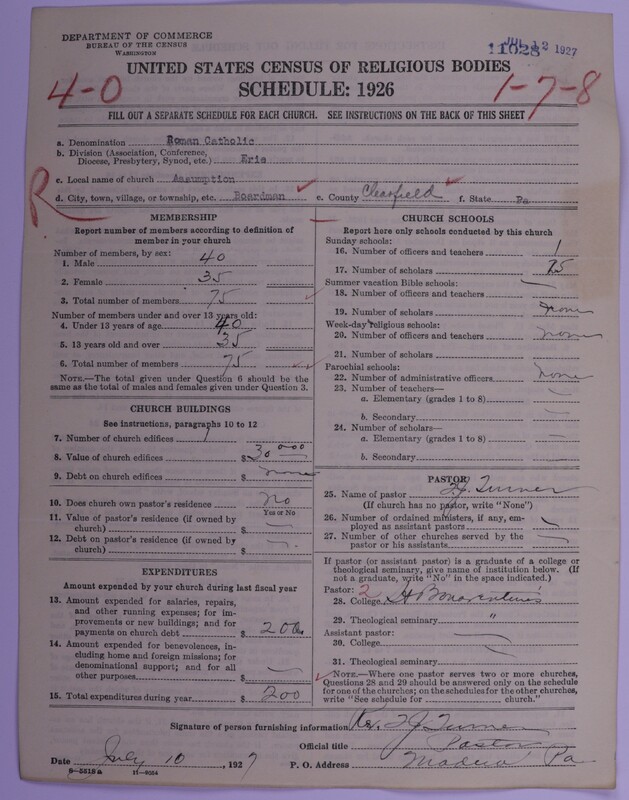 DEPARTMENT OF COMMERCE
BUREAU OF THE CENSUS
WASHINGTON
JUL 12 1927
11028
UNITED STATES CENSUS OF RELIGIOUS BODIES
SCHEDULE: 1926
4-0
1-7-8
FILL OUT A SEPARATE SCHEDULE FOR EACH CHURCH. SEE INSTRUCTIONS ON THE BACK OF THIS SHEET
a. Denomination Roman Catholic
b. Division (Association, Conference,
Diocese, Presbytery, Synod, etc.) Erie
c. Local name of church Assumption
R
d. City, town, village, or township, etc. Boardman e. County Clearfield f. State Pa
MEMBERSHIP
Report number of members according to definition of
member in your church
Number of members, by sex:
1. Male 40
2. Female 35
3. Total number of members 75
Number of members under and over 13 years old:
4. Under 13 years of age 40
5. 13 years old and over 35
6. Total number of members 75
NOTE.—The total given under Question 6 should be the
same as the total of males and females given under Question 3.
CHURCH BUILDINGS
See instructions, paragraphs 10 to 12
7. Number of church edifices 1
8. Value of church edifices $3000
9. Debt on church edifices none
10. Does church own pastor's residence No
Yes or No
11. Value of pastor's residence (if owned by
church) $
12. Debt on pastor's residence (if owned by
church) $
EXPENDITURES
Amount expended by your church during last fiscal year
13. Amount expended for salaries, repairs,
and other running expenses; for im-
provements or new buildings; and for
payments on church debt $ 200
14. Amount expended for benevolences, in-
cluding home and foreign missions; for
denominational support; and for all
other purposes $
15. Total expenditures during year $ 200
CHURCH SCHOOLS
Report here only schools conducted by this church
Sunday schools:
16. Number of officers and teachers 1
17. Number of scholars 25
Summer vacation Bible schools:
18. Number of officers and teachers
19. Number of scholars none
Week-day religious schools:
20. Number of officers and teachers none
21. Number of scholars
Parochial schools:
22. Number of administrative officers none
23. Number of teachers—
a. Elementary (grades 1 to 8)
b. Secondary
24. Number of scholars—
a. Elementary (grades 1 to 8)
b. Secondary
PASTOR
25. Name of pastor T.J. Turner
(If church has no pastor, write "None")
26. Number of ordained ministers, if any, em-
ployed as assistant pastors
27. Number of other churches served by the
pastor or his assistants
If pastor (or assistant pastor) is a graduate of a college or
theological seminary, give name of institution below. (If
not a graduate, write "No" in the space indicated.)
Pastor: 2
28. College St Bonaventure's
29. Theological seminary "
Assistant pastor:
30. College
31. Theological seminary
NOTE.—Where one pastor serves two or more churches,
Questions 28 and 29 should be answered only on the schedule
for one of the churches; on the schedules for the other churches,
write "See schedule for church."
Signature of person furnishing information Rev. T J Turner
Official title Pastor
Date July 10, 1927 P. O. Address Madera Pa
8-5518 a 11-9054